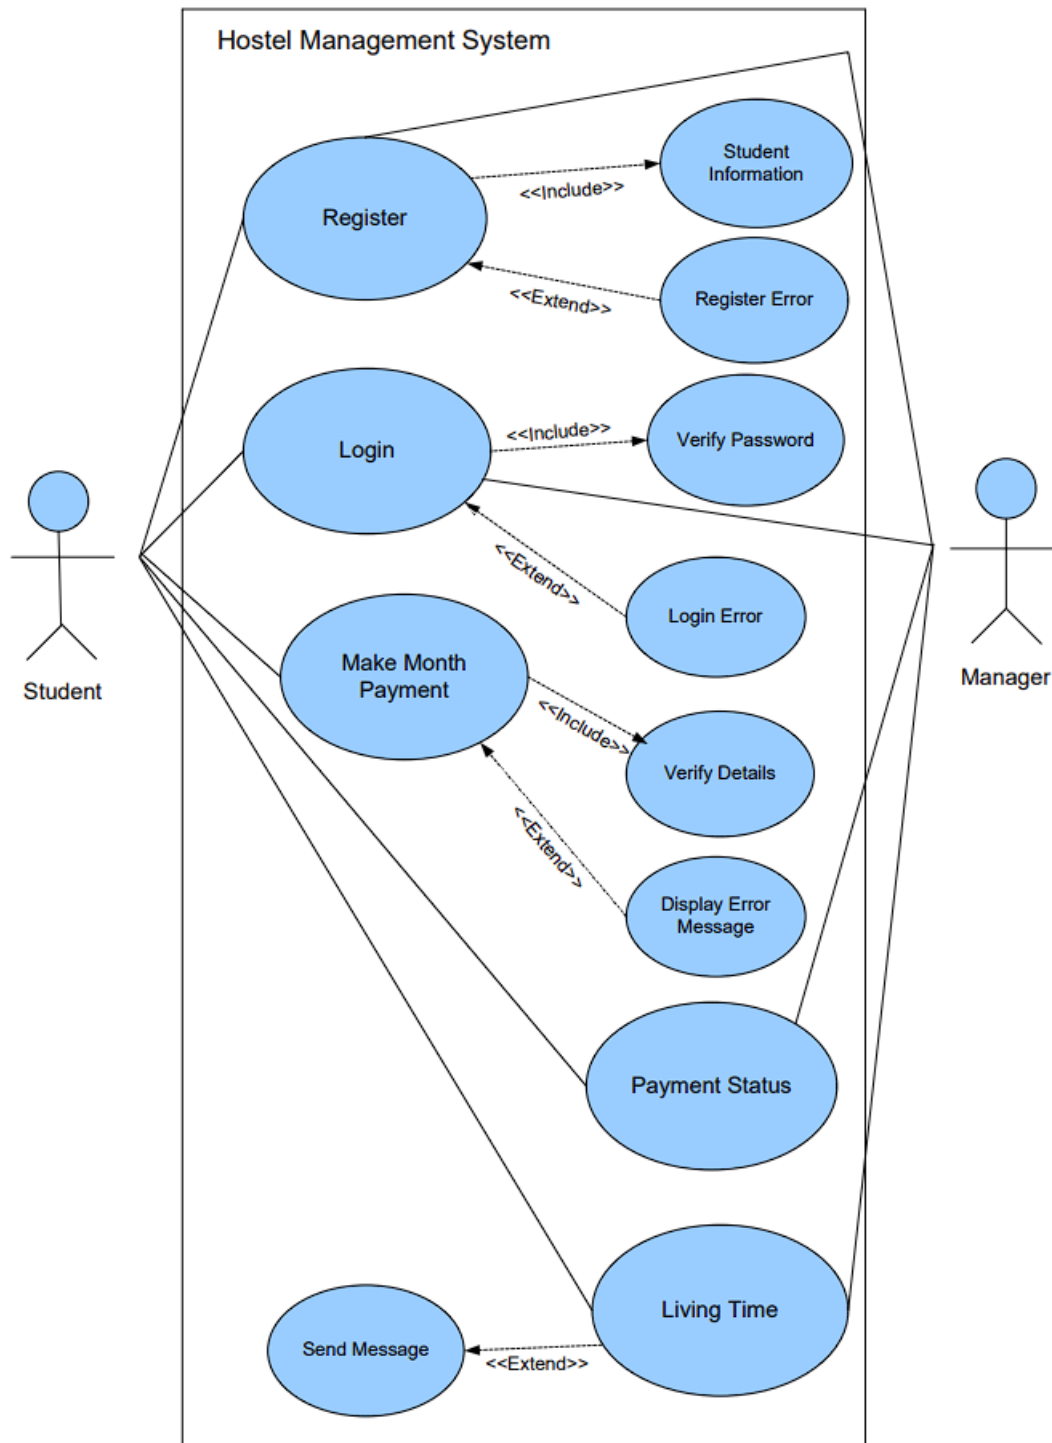 Hostel Management System
Student
Information
<<Include>>
Register
Register Error
<<Extend>>
<<Include>>
Verify Password
Login
<<Extend>>
Login Error
Make Month
Payment
Student
Manager
<<Include>>
Verify Details
<<Extend>>
Display Error
Message
Payment Status
Living Time
Send Message
<<Extend>>